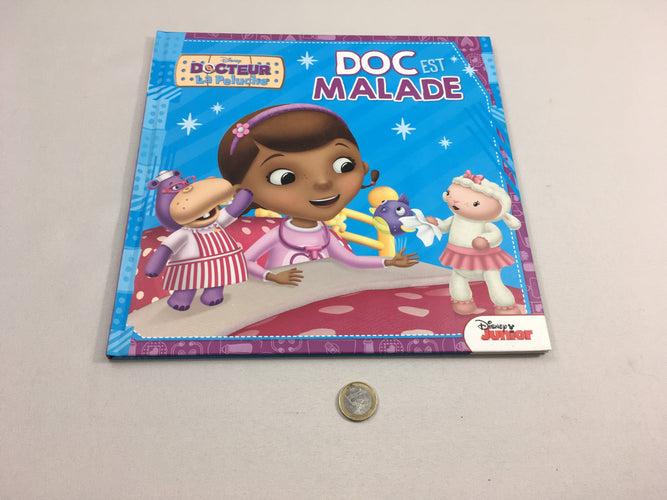 Disney
DOCTEUR
La Peluche
DOC EST
MALADE
Disney
JUNIOR